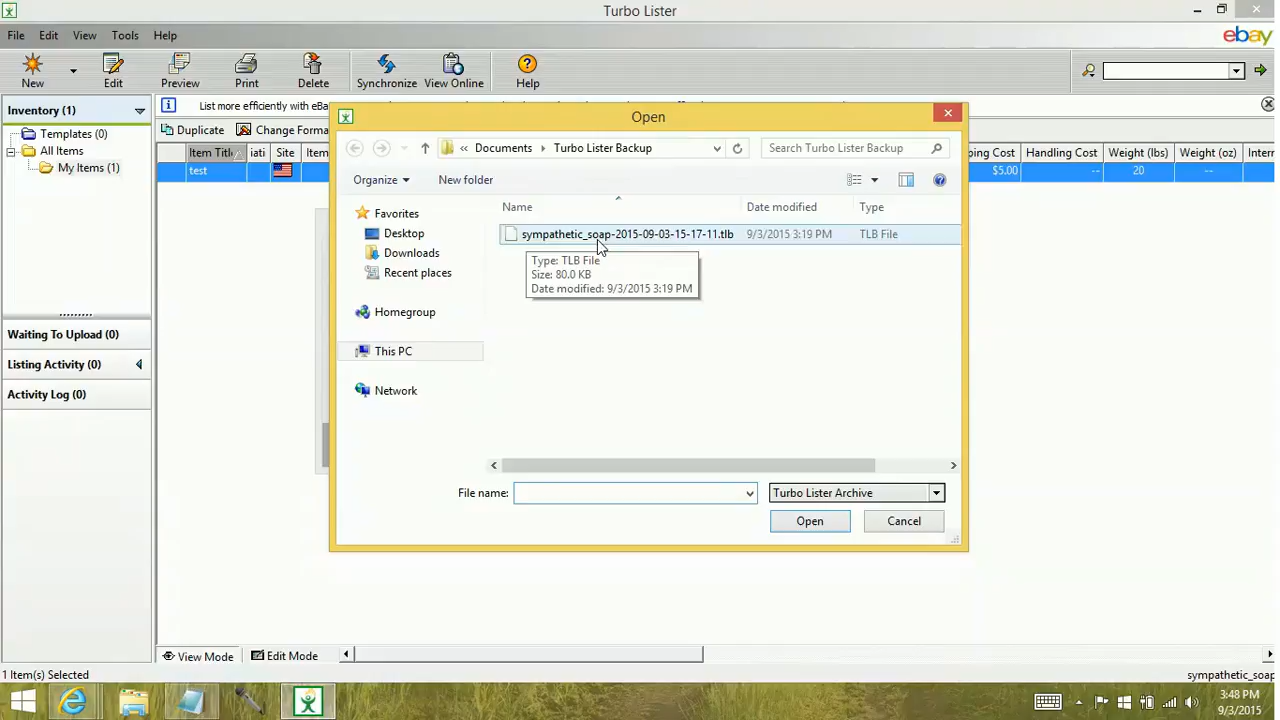 Turbo Lister
File Edit View Tools Help
ebay
New Edit Preview Print Delete Synchronize View Online Help
Inventory (1)
List more efficiently with eBa
Templates (0)
All Items
My Items (1)
Duplicate Change Forma
Item Title iati Site Item
ping Cost Handling Cost Weight (lbs) Weight (oz) Intern
test $5.00 -- 20 --
Open
« Documents Turbo Lister Backup
Search Turbo Lister Backup
Organize New folder
Name Date modified Type
Favorites
Desktop
Downloads
Recent places
Homegroup
This PC
Network
sympathetic_soap-2015-09-03-15-17-11.tlb 9/3/2015 3:19 PM TLB File
Type: TLB File
Size: 80.0 KB
Date modified: 9/3/2015 3:19 PM
File name:
Turbo Lister Archive
Open Cancel
Waiting To Upload (0)
Listing Activity (0)
Activity Log (0)
View Mode Edit Mode
1 Item(s) Selected
sympathetic_soap
3:48 PM
9/3/2015